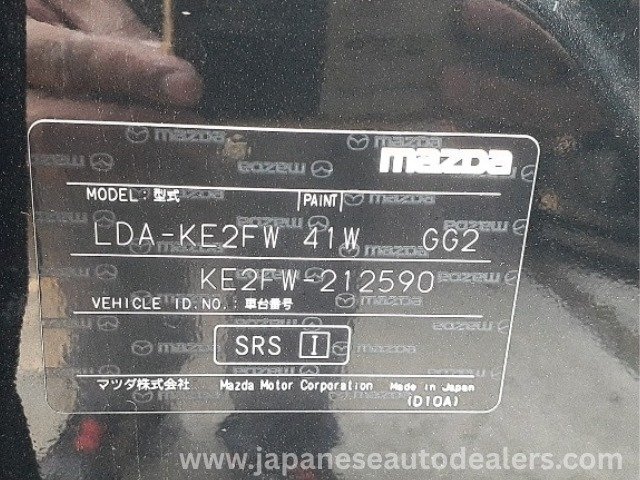 mazda
MODEL:型式 PAINT
LDA-KE2FW 41W GG2
KE2FW-212590
VEHICLE ID.NO.:車台番号
SRS I
マツダ株式会社 Mazda Motor Corporation Made in Japan
(D10A)
www.japaneseautodealers.com